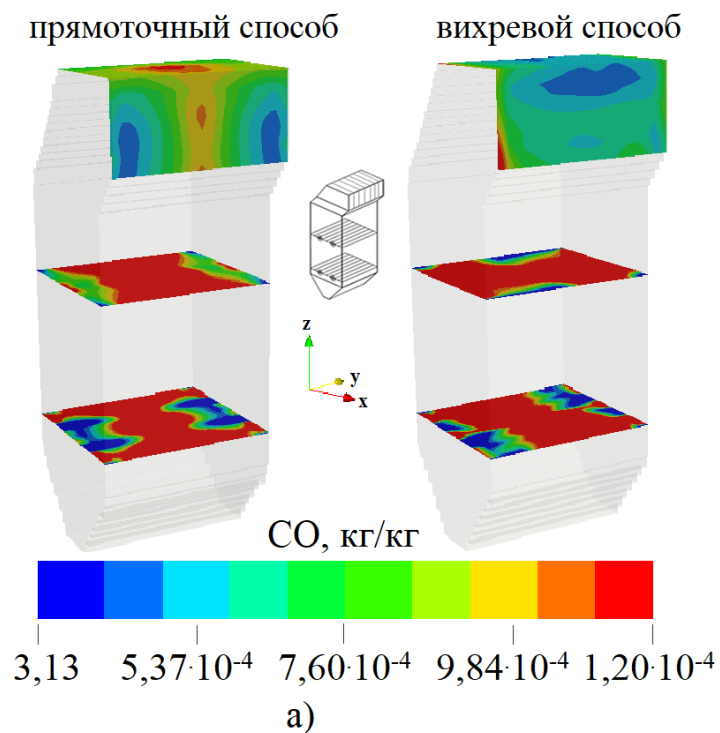 прямоточный способ
вихревой способ
z
y
x
CO, кг/кг
3,13 5,37·10⁻⁴ 7,60·10⁻⁴ 9,84·10⁻⁴ 1,20·10⁻⁴
а)